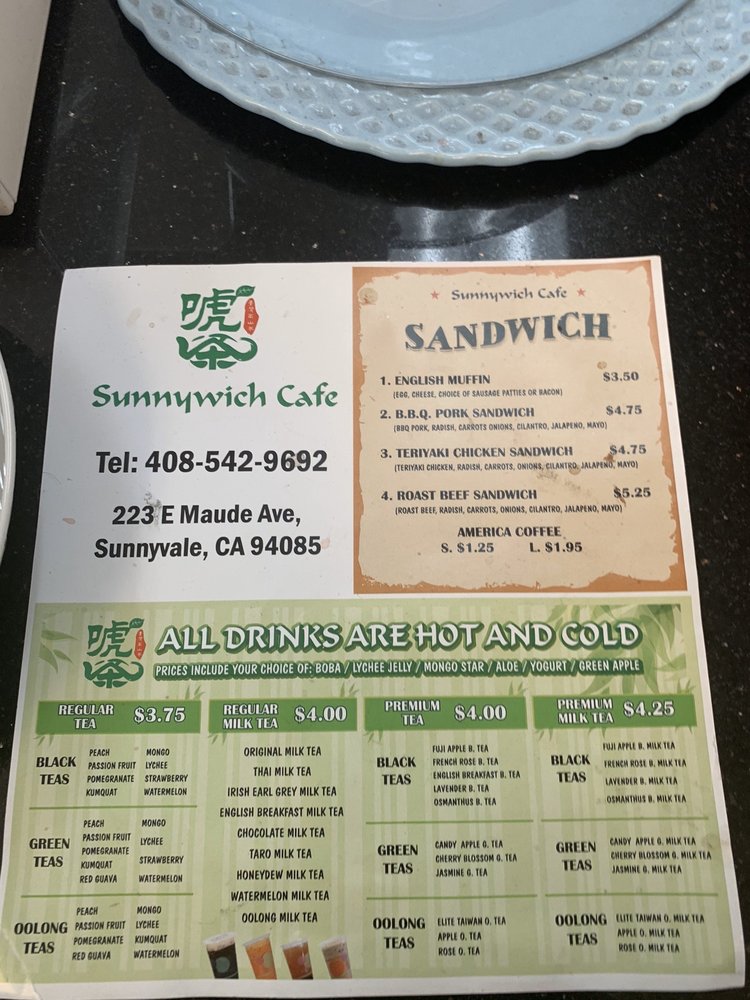 虎茶
Sunnywich Cafe
Tel: 408-542-9692
223 E Maude Ave,
Sunnyvale, CA 94085
★ Sunnywich Cafe ★
SANDWICH
1. ENGLISH MUFFIN $3.50
(EGG, CHEESE, CHOICE OF SAUSAGE PATTIES OR BACON)
2. B.B.Q. PORK SANDWICH $4.75
(BBQ PORK, RADISH, CARROTS ONIONS, CILANTRO, JALAPENO, MAYO)
3. TERIYAKI CHICKEN SANDWICH $4.75
(TERIYAKI CHICKEN, RADISH, CARROTS, ONIONS, CILANTRO, JALAPENO, MAYO)
4. ROAST BEEF SANDWICH $5.25
(ROAST BEEF, RADISH, CARROTS, ONIONS, CILANTRO, JALAPENO, MAYO)
AMERICA COFFEE
S. $1.25 L. $1.95
ALL DRINKS ARE HOT AND COLD
PRICES INCLUDE YOUR CHOICE OF: BOBA / LYCHEE JELLY / MONGO STAR / ALOE / YOGURT / GREEN APPLE
REGULAR TEA $3.75
BLACK TEAS
PEACH MONGO
PASSION FRUIT LYCHEE
POMEGRANATE STRAWBERRY
KUMQUAT WATERMELON
GREEN TEAS
PEACH MONGO
PASSION FRUIT LYCHEE
POMEGRANATE
KUMQUAT STRAWBERRY
RED GUAVA WATERMELON
OOLONG TEAS
PEACH MONGO
PASSION FRUIT LYCHEE
POMEGRANATE KUMQUAT
RED GUAVA WATERMELON
REGULAR MILK TEA $4.00
ORIGINAL MILK TEA
THAI MILK TEA
IRISH EARL GREY MILK TEA
ENGLISH BREAKFAST MILK TEA
CHOCOLATE MILK TEA
TARO MILK TEA
HONEYDEW MILK TEA
WATERMELON MILK TEA
OOLONG MILK TEA
PREMIUM TEA $4.00
BLACK TEAS
FUJI APPLE B. TEA
FRENCH ROSE B. TEA
ENGLISH BREAKFAST B. TEA
LAVENDER B. TEA
OSMANTHUS B. TEA
GREEN TEAS
CANDY APPLE G. TEA
CHERRY BLOSSOM G. TEA
JASMINE G. TEA
OOLONG TEAS
ELITE TAIWAN O. TEA
APPLE O. TEA
ROSE O. TEA
PREMIUM MILK TEA $4.25
BLACK TEAS
FUJI APPLE B. MILK TEA
FRENCH ROSE B. MILK TEA
LAVENDER B. MILK TEA
OSMANTHUS B. MILK TEA
GREEN TEAS
CANDY APPLE G. MILK TEA
CHERRY BLOSSOM G. MILK TEA
JASMINE G. MILK TEA
OOLONG TEAS
ELITE TAIWAN O. MILK TEA
APPLE O. MILK TEA
ROSE O. MILK TEA